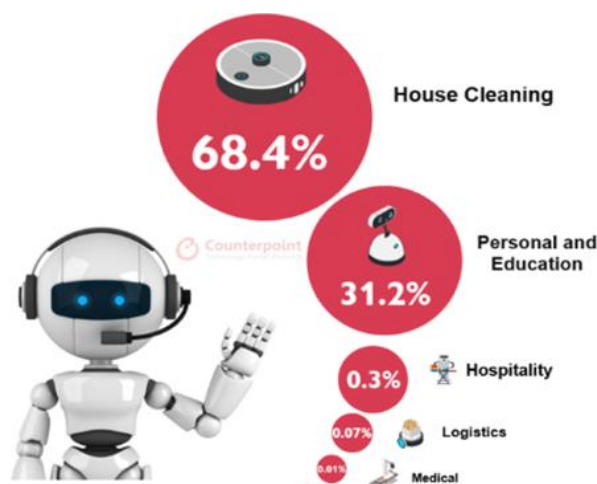 House Cleaning
68.4%
Counterpoint
Personal and
Education
31.2%
0.3%
Hospitality
0.07%
Logistics
0.01%
Medical